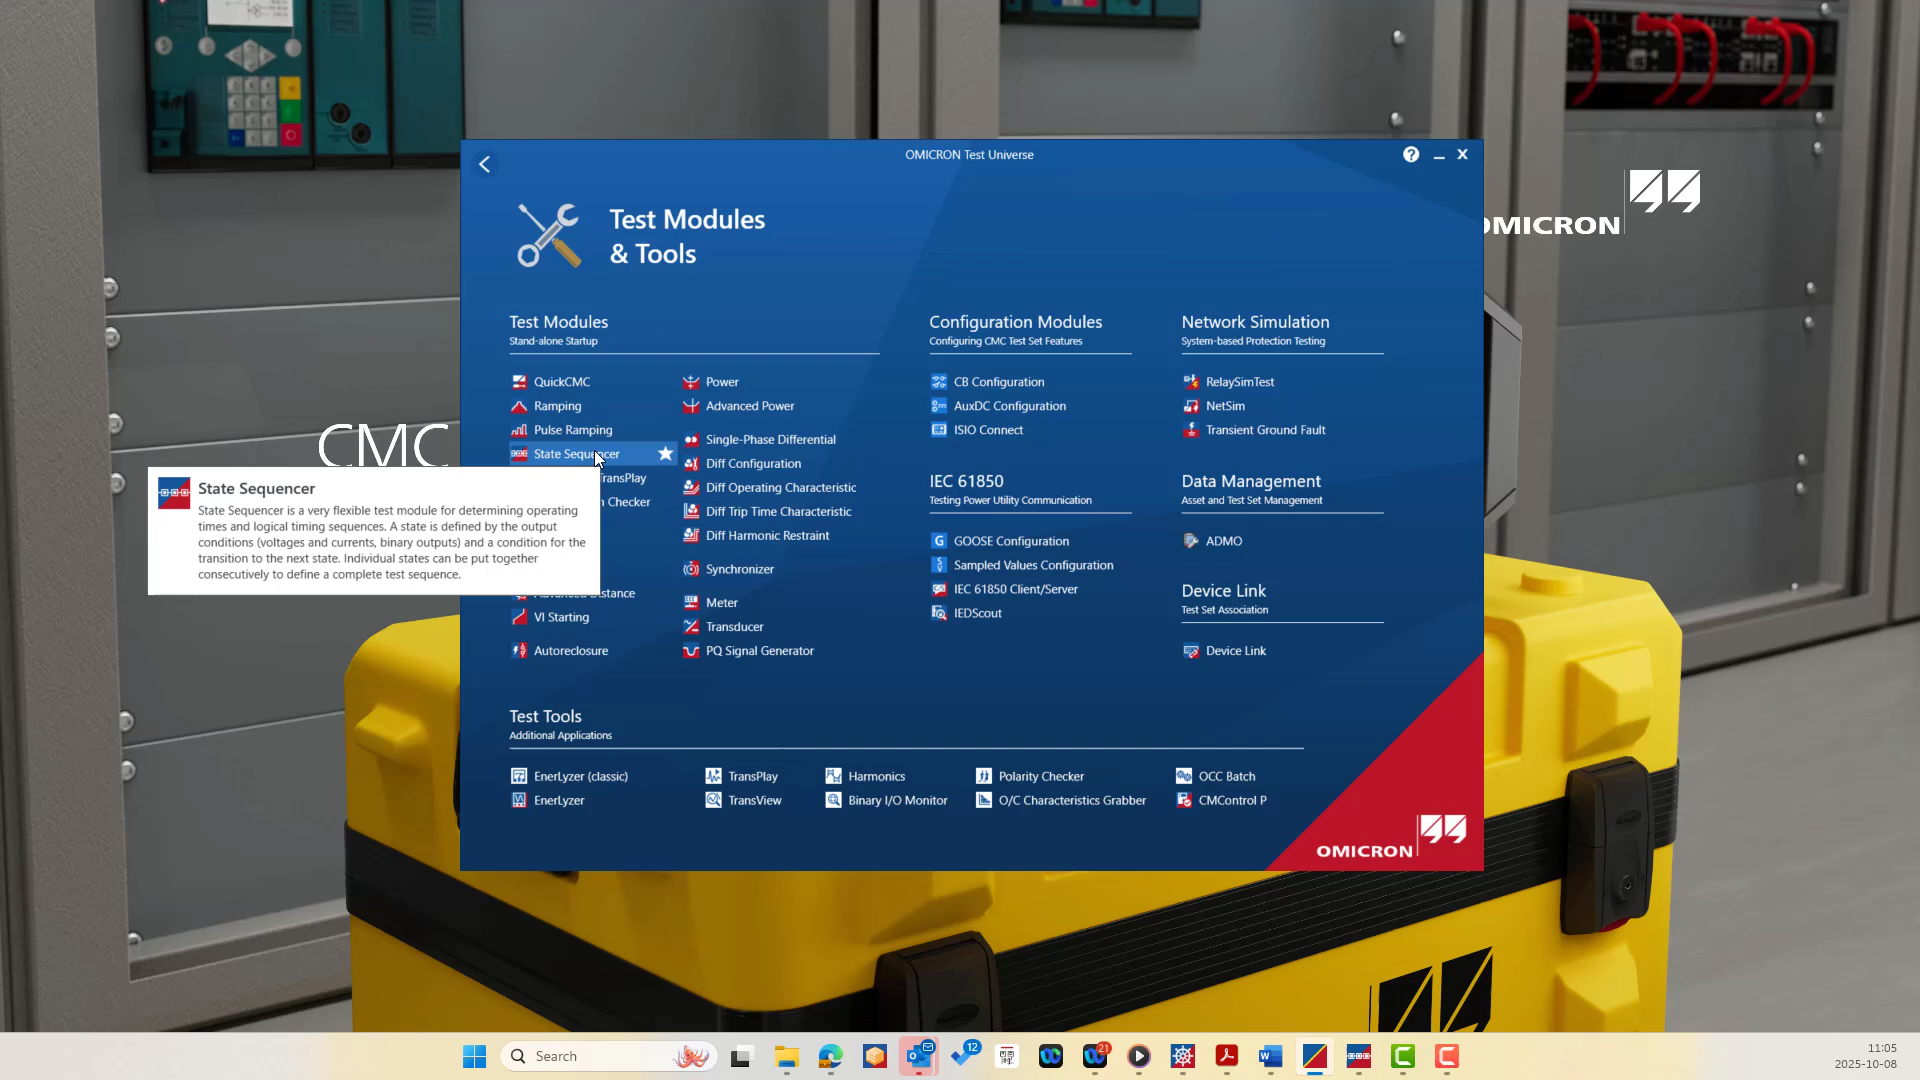 OMICRON Test Universe
Test Modules
& Tools
Test Modules
Stand-alone Startup
QuickCMC
Ramping
Pulse Ramping
State Sequencer
TransPlay
Checker
Advanced Distance
VI Starting
Autoreclosure
Power
Advanced Power
Single-Phase Differential
Diff Configuration
Diff Operating Characteristic
Diff Trip Time Characteristic
Diff Harmonic Restraint
Synchronizer
Meter
Transducer
PQ Signal Generator
Configuration Modules
Configuring CMC Test Set Features
CB Configuration
AuxDC Configuration
ISIO Connect
IEC 61850
Testing Power Utility Communication
GOOSE Configuration
Sampled Values Configuration
IEC 61850 Client/Server
IEDScout
Network Simulation
System-based Protection Testing
RelaySimTest
NetSim
Transient Ground Fault
Data Management
Asset and Test Set Management
ADMO
Device Link
Test Set Association
Device Link
Test Tools
Additional Applications
EnerLyzer (classic)
EnerLyzer
TransPlay
TransView
Harmonics
Binary I/O Monitor
Polarity Checker
O/C Characteristics Grabber
OCC Batch
CMControl P
OMICRON
State Sequencer
State Sequencer is a very flexible test module for determining operating
times and logical timing sequences. A state is defined by the output
conditions (voltages and currents, binary outputs) and a condition for the
transition to the next state. Individual states can be put together
consecutively to define a complete test sequence.
CMC
OMICRON
Search
12
21
11:05
2025-10-08